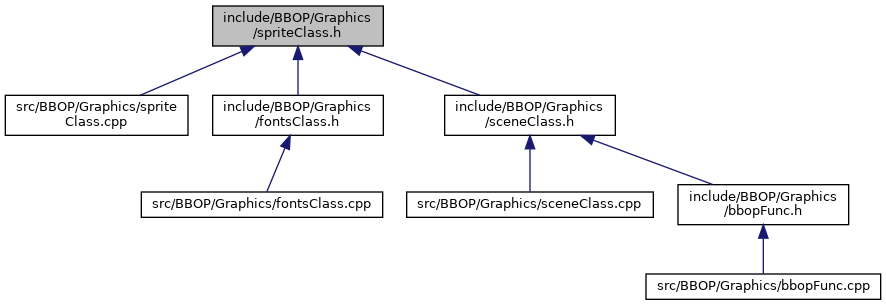 include/BBOP/Graphics
/spriteClass.h
src/BBOP/Graphics/sprite
Class.cpp
include/BBOP/Graphics
/fontsClass.h
include/BBOP/Graphics
/sceneClass.h
src/BBOP/Graphics/fontsClass.cpp
src/BBOP/Graphics/sceneClass.cpp
include/BBOP/Graphics
/bbopFunc.h
src/BBOP/Graphics/bbopFunc.cpp